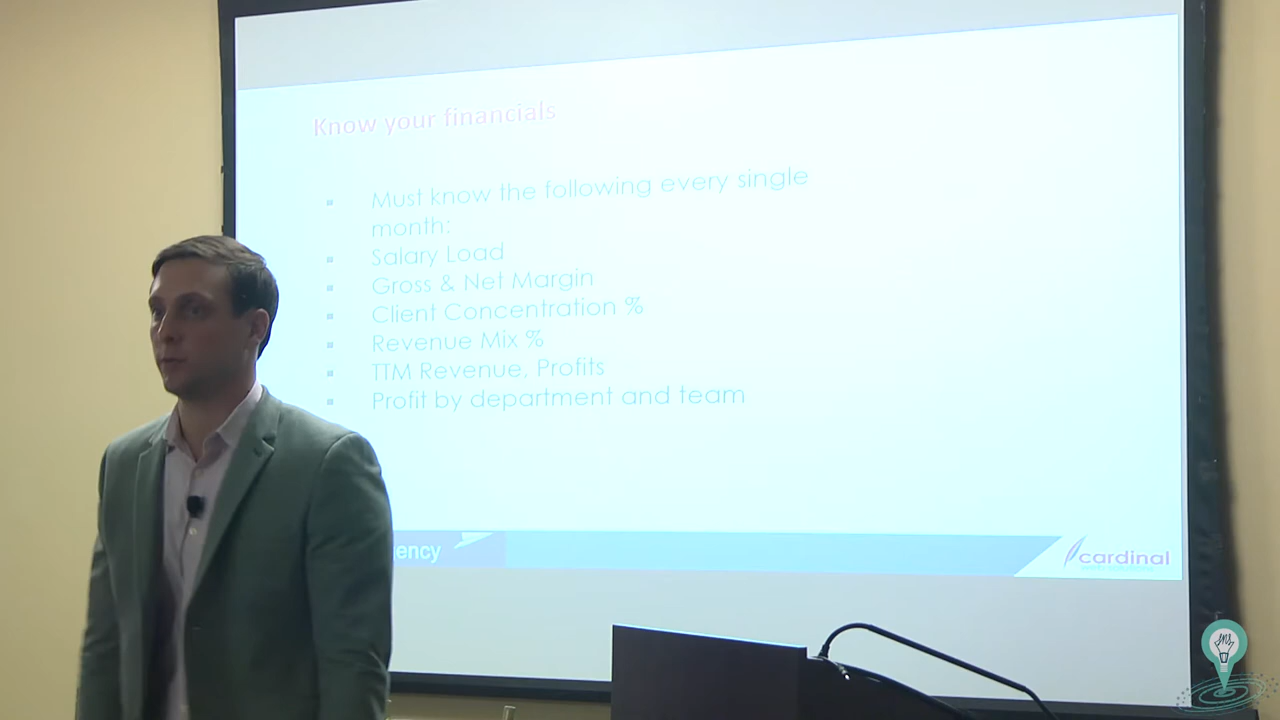 Know your financials
Must know the following every single
month:
Salary Load
Gross & Net Margin
Client Concentration %
Revenue Mix %
TTM Revenue, Profits
Profit by department and team
ency
cardinal